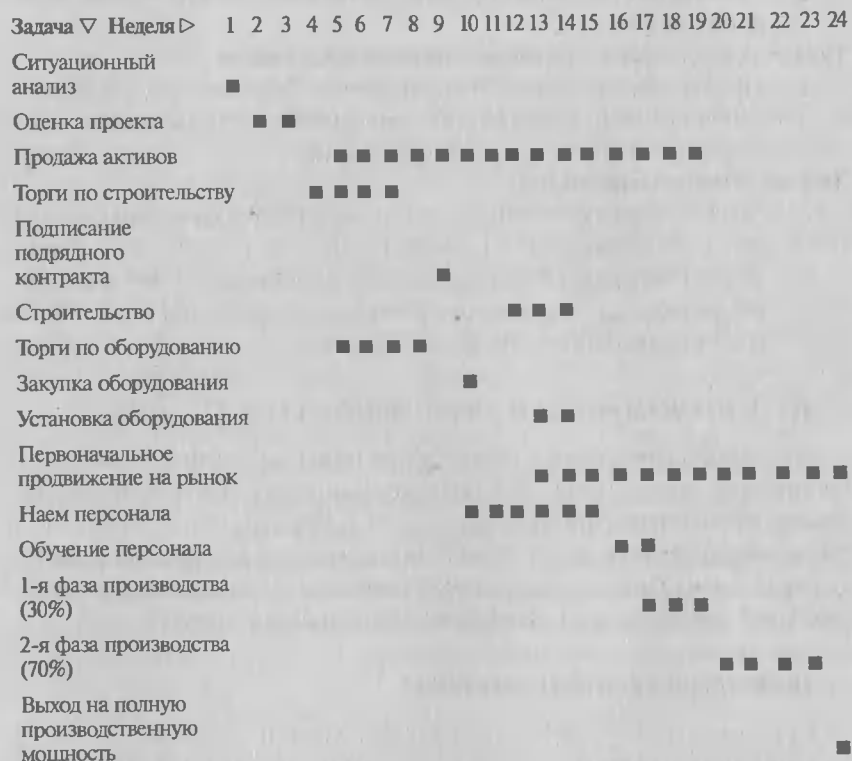 Задача ▽ Неделя ▷ 1 2 3 4 5 6 7 8 9 10 11 12 13 14 15 16 17 18 19 20 21 22 23 24
Ситуационный
анализ
Оценка проекта
Продажа активов
Торги по строительству
Подписание
подрядного
контракта
Строительство
Торги по оборудованию
Закупка оборудования
Установка оборудования
Первоначальное
продвижение на рынок
Наем персонала
Обучение персонала
1-я фаза производства
(30%)
2-я фаза производства
(70%)
Выход на полную
производственную
мощность